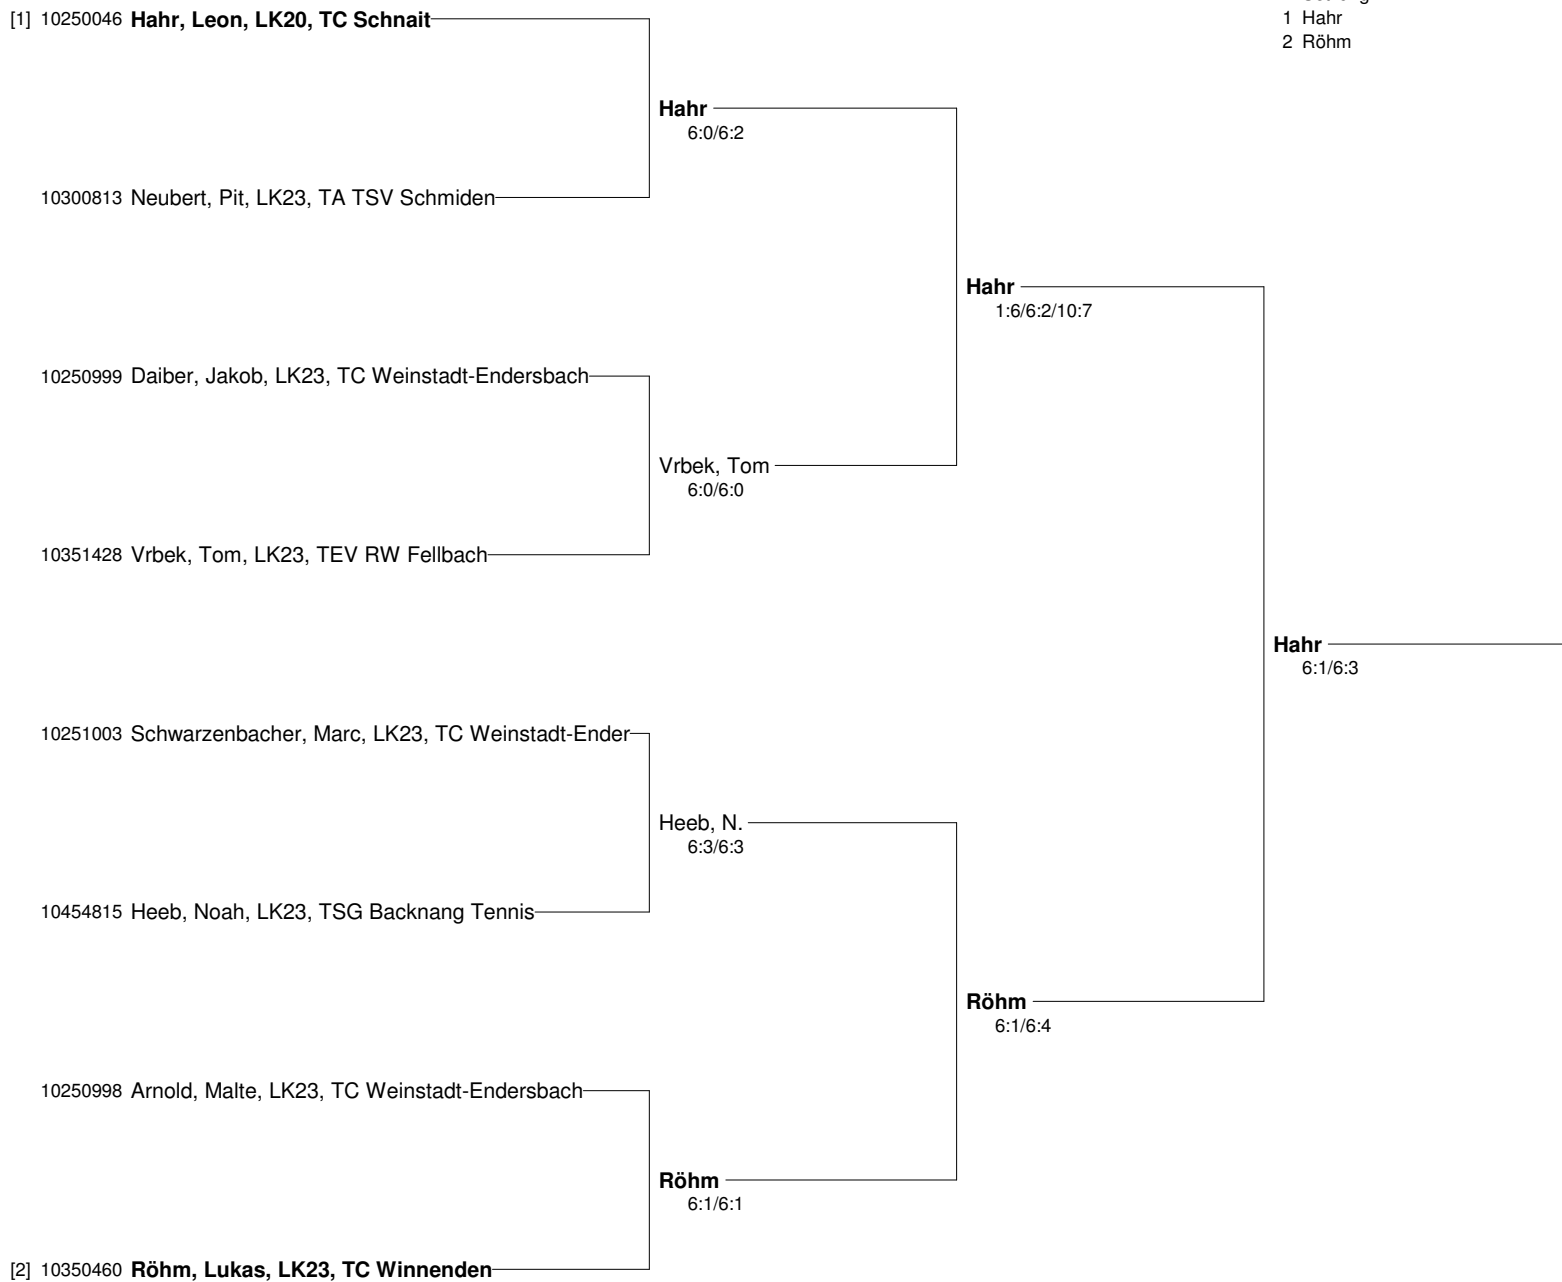 [1] 10250046 Hahr, Leon, LK20, TC Schnait
1 Hahr
2 Röhm
Hahr
6:0/6:2
10300813 Neubert, Pit, LK23, TA TSV Schmiden
Hahr
1:6/6:2/10:7
10250999 Daiber, Jakob, LK23, TC Weinstadt-Endersbach
Vrbek, Tom
6:0/6:0
10351428 Vrbek, Tom, LK23, TEV RW Fellbach
Hahr
6:1/6:3
10251003 Schwarzenbacher, Marc, LK23, TC Weinstadt-Ender
Heeb, N.
6:3/6:3
10454815 Heeb, Noah, LK23, TSG Backnang Tennis
Röhm
6:1/6:4
10250998 Arnold, Malte, LK23, TC Weinstadt-Endersbach
Röhm
6:1/6:1
[2] 10350460 Röhm, Lukas, LK23, TC Winnenden